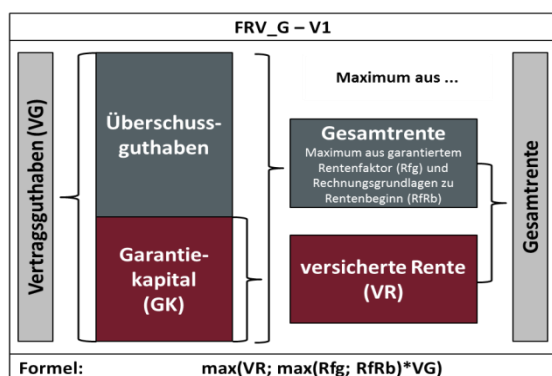 FRV_G – V1
Vertragsguthaben (VG)
Überschuss-
guthaben
Garantie-
kapital
(GK)
Maximum aus ...
Gesamtrente
Maximum aus garantiertem
Rentenfaktor (Rfg) und
Rechnungsgrundlagen zu
Rentenbeginn (RfRb)
versicherte Rente
(VR)
Gesamtrente
Formel: max(VR; max(Rfg; RfRb)*VG)